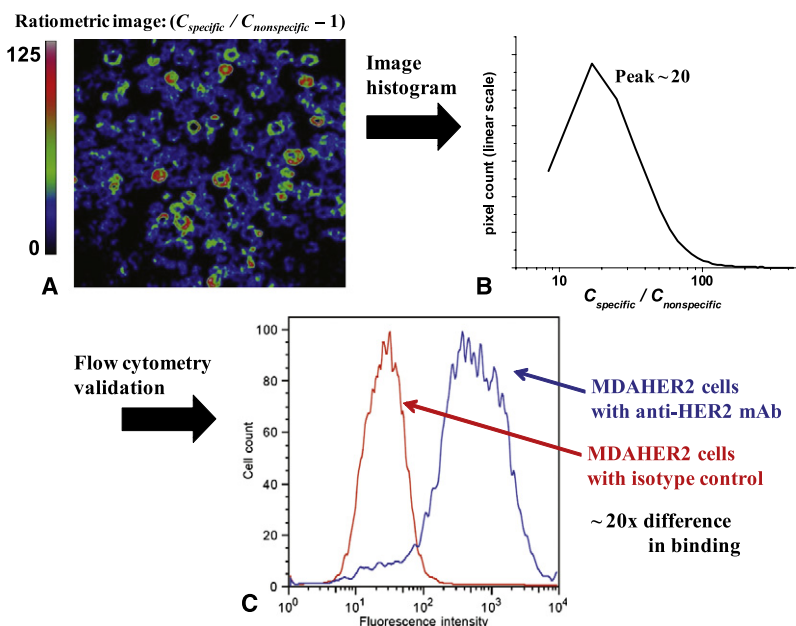 Ratiometric image: (C_specific / C_nonspecific – 1)
125
0
A
Image
histogram
Peak ~ 20
pixel count (linear scale)
10 100
B
C_specific / C_nonspecific
Flow cytometry
validation
100
80
60
40
20
0
Cell count
10^0 10^1 10^2 10^3 10^4
Fluorescence intensity
C
MDAHER2 cells
with anti-HER2 mAb
MDAHER2 cells
with isotype control
~ 20x difference
in binding